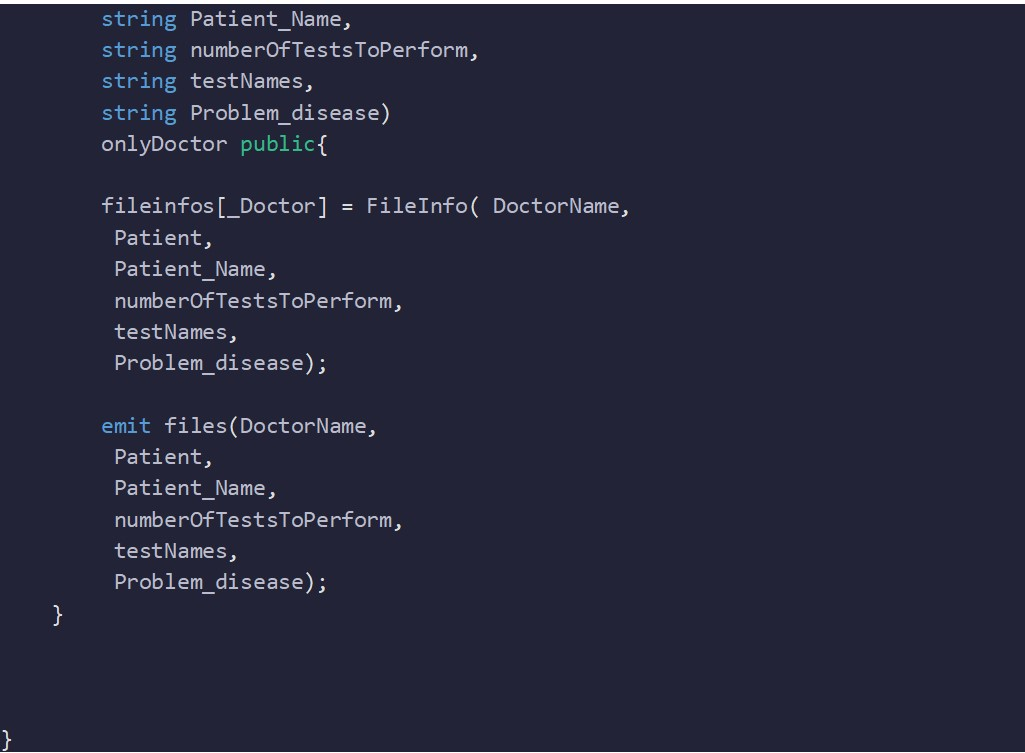 string Patient_Name,
string numberOfTestsToPerform,
string testNames,
string Problem_disease)
onlyDoctor public{
fileinfos[_Doctor] = FileInfo( DoctorName,
Patient,
Patient_Name,
numberOfTestsToPerform,
testNames,
Problem_disease);
emit files(DoctorName,
Patient,
Patient_Name,
numberOfTestsToPerform,
testNames,
Problem_disease);
}
}